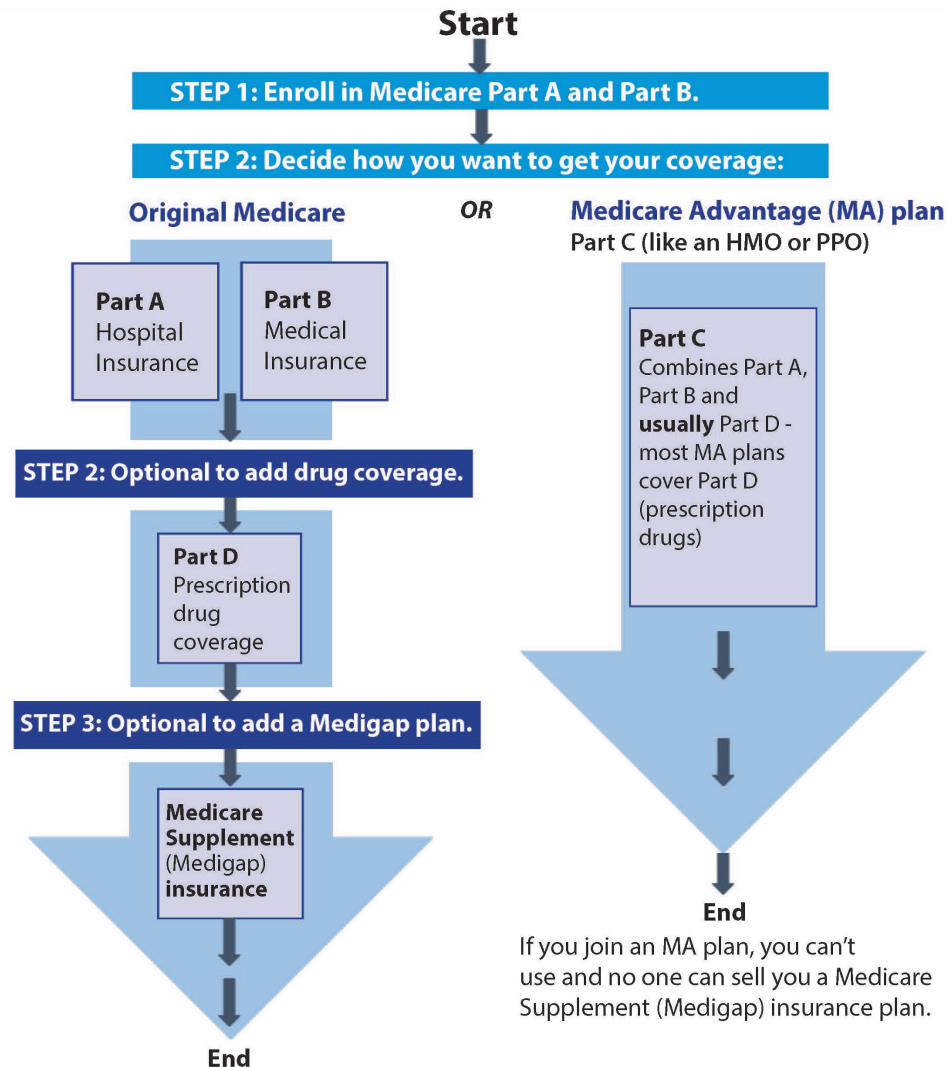 Start
STEP 1: Enroll in Medicare Part A and Part B.
STEP 2: Decide how you want to get your coverage:
Original Medicare
OR
Medicare Advantage (MA) plan
Part C (like an HMO or PPO)
Part A
Hospital
Insurance
Part B
Medical
Insurance
STEP 2: Optional to add drug coverage.
Part D
Prescription
drug
coverage
STEP 3: Optional to add a Medigap plan.
Medicare
Supplement
(Medigap)
insurance
End
Part C
Combines Part A,
Part B and
usually Part D -
most MA plans
cover Part D
(prescription
drugs)
End
If you join an MA plan, you can't
use and no one can sell you a Medicare
Supplement (Medigap) insurance plan.